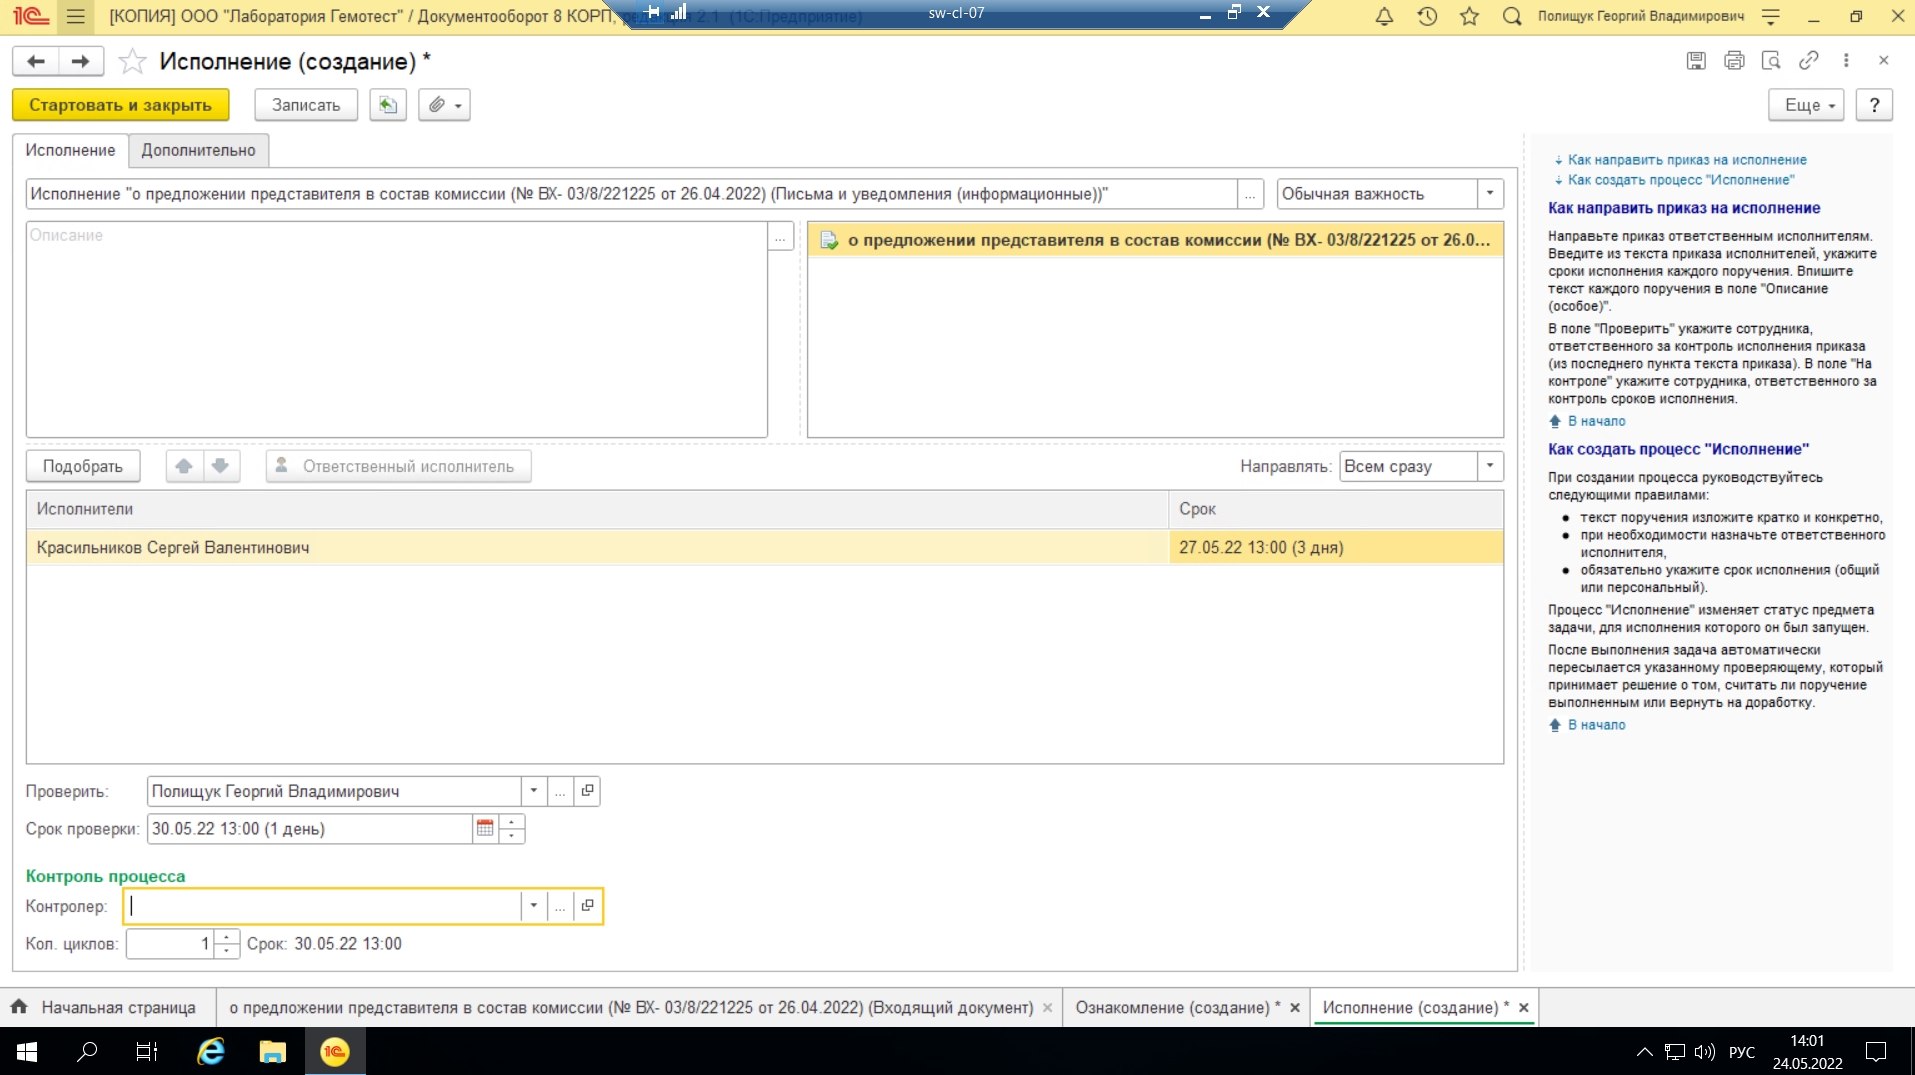 [КОПИЯ] ООО "Лаборатория Гемотест" / Документооборот 8 КОРП, редакция 2.1 (1С:Предприятие)
sw-cl-07
Полищук Георгий Владимирович
Исполнение (создание) *
Стартовать и закрыть
Записать
Еще
?
Исполнение
Дополнительно
Исполнение "о предложении представителя в состав комиссии (№ ВХ- 03/8/221225 от 26.04.2022) (Письма и уведомления (информационные))"
...
Обычная важность
Описание
...
о предложении представителя в состав комиссии (№ ВХ- 03/8/221225 от 26.0...
Подобрать
Ответственный исполнитель
Направлять:
Всем сразу
Исполнители
Срок
Красильников Сергей Валентинович
27.05.22 13:00 (3 дня)
Проверить:
Полищук Георгий Владимирович
...
Срок проверки:
30.05.22 13:00 (1 день)
Контроль процесса
Контролер:
...
Кол. циклов:
1
Срок: 30.05.22 13:00
Как направить приказ на исполнение
Как создать процесс "Исполнение"
Как направить приказ на исполнение
Направьте приказ ответственным исполнителям.
Введите из текста приказа исполнителей, укажите
сроки исполнения каждого поручения. Впишите
текст каждого поручения в поле "Описание
(особое)".
В поле "Проверить" укажите сотрудника,
ответственного за контроль исполнения приказа
(из последнего пункта текста приказа). В поле "На
контроле" укажите сотрудника, ответственного за
контроль сроков исполнения.
В начало
Как создать процесс "Исполнение"
При создании процесса руководствуйтесь
следующими правилами:
● текст поручения изложите кратко и конкретно,
● при необходимости назначьте ответственного
исполнителя,
● обязательно укажите срок исполнения (общий
или персональный).
Процесс "Исполнение" изменяет статус предмета
задачи, для исполнения которого он был запущен.
После выполнения задача автоматически
пересылается указанному проверяющему, который
принимает решение о том, считать ли поручение
выполненным или вернуть на доработку.
В начало
Начальная страница
о предложении представителя в состав комиссии (№ ВХ- 03/8/221225 от 26.04.2022) (Входящий документ)
Ознакомление (создание) *
Исполнение (создание) *
РУС
14:01
24.05.2022